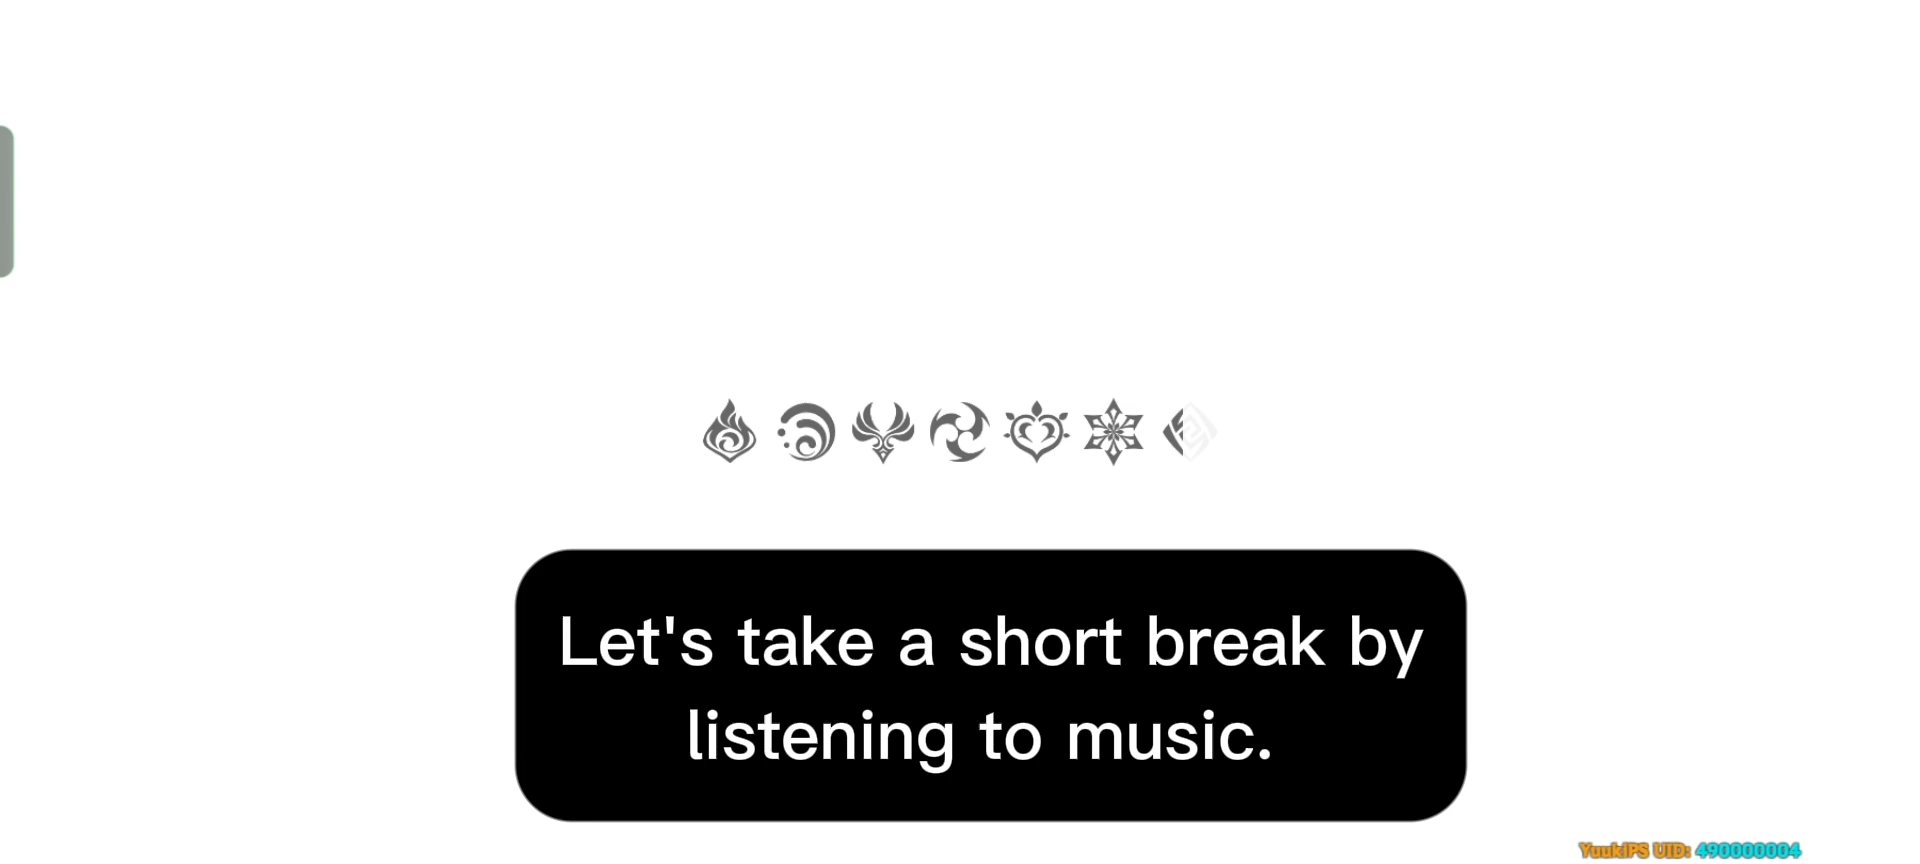 Let's take a short break by
listening to music.
YuukiPS UID: 490000004